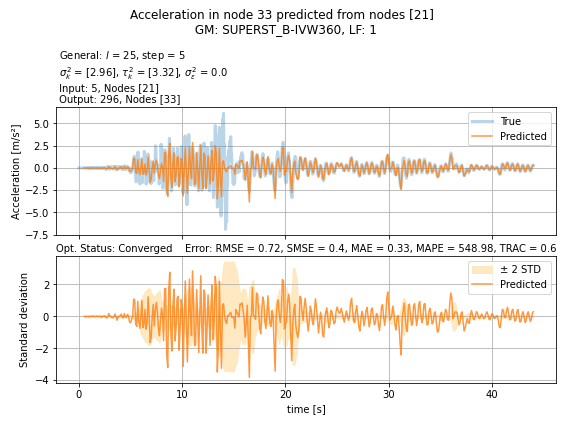 Acceleration in node 33 predicted from nodes [21]
GM: SUPERST_B-IVW360, LF: 1
General: l = 25, step = 5
σ²ₖ = [2.96], τ²ₖ = [3.32], σ²ε = 0.0
Input: 5, Nodes [21]
Output: 296, Nodes [33]
Acceleration [m/s²]
5.0
2.5
0.0
−2.5
−5.0
−7.5
True
Predicted
Opt. Status: Converged
Error: RMSE = 0.72, SMSE = 0.4, MAE = 0.33, MAPE = 548.98, TRAC = 0.6
Standard deviation
2
0
−2
−4
± 2 STD
Predicted
0 10 20 30 40
time [s]